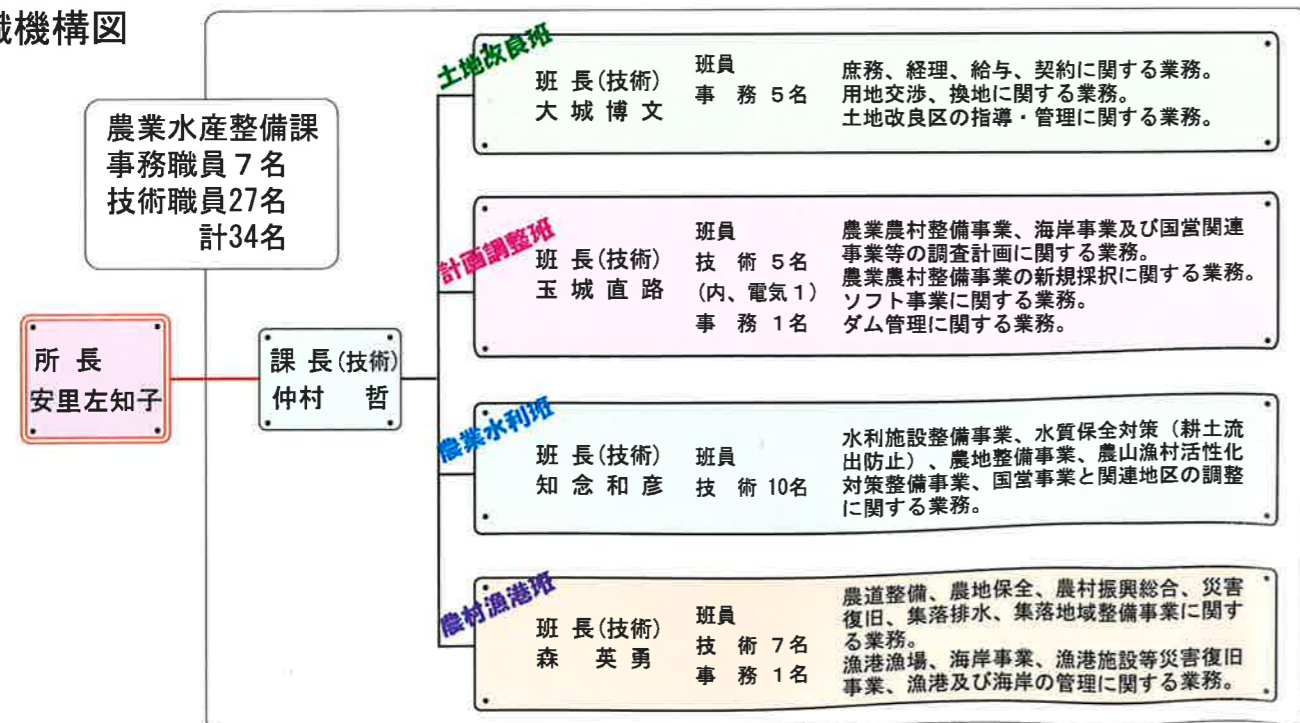 織機構図
農業水産整備課
事務職員７名
技術職員27名
計34名
所 長
安里左知子
課 長(技術)
仲村　哲
土地改良班
班 長(技術)
大 城 博 文
班員
事　務 5名
庶務、経理、給与、契約に関する業務。
用地交渉、換地に関する業務。
土地改良区の指導・管理に関する業務。
計画調整班
班 長(技術)
玉 城 直 路
班員
技　術 5名
(内、電気１)
事　務 1名
農業農村整備事業、海岸事業及び国営関連
事業等の調査計画に関する業務。
農業農村整備事業の新規採択に関する業務。
ソフト事業に関する業務。
ダム管理に関する業務。
農業水利班
班 長(技術)
知 念 和 彦
班員
技　術 10名
水利施設整備事業、水質保全対策（耕土流
出防止）、農地整備事業、農山漁村活性化
対策整備事業、国営事業と関連地区の調整
に関する業務。
農村漁港班
班 長(技術)
森　英 勇
班員
技　術 7名
事　務 1名
農道整備、農地保全、農村振興総合、災害
復旧、集落排水、集落地域整備事業に関す
る業務。
漁港漁場、海岸事業、漁港施設等災害復旧
事業、漁港及び海岸の管理に関する業務。